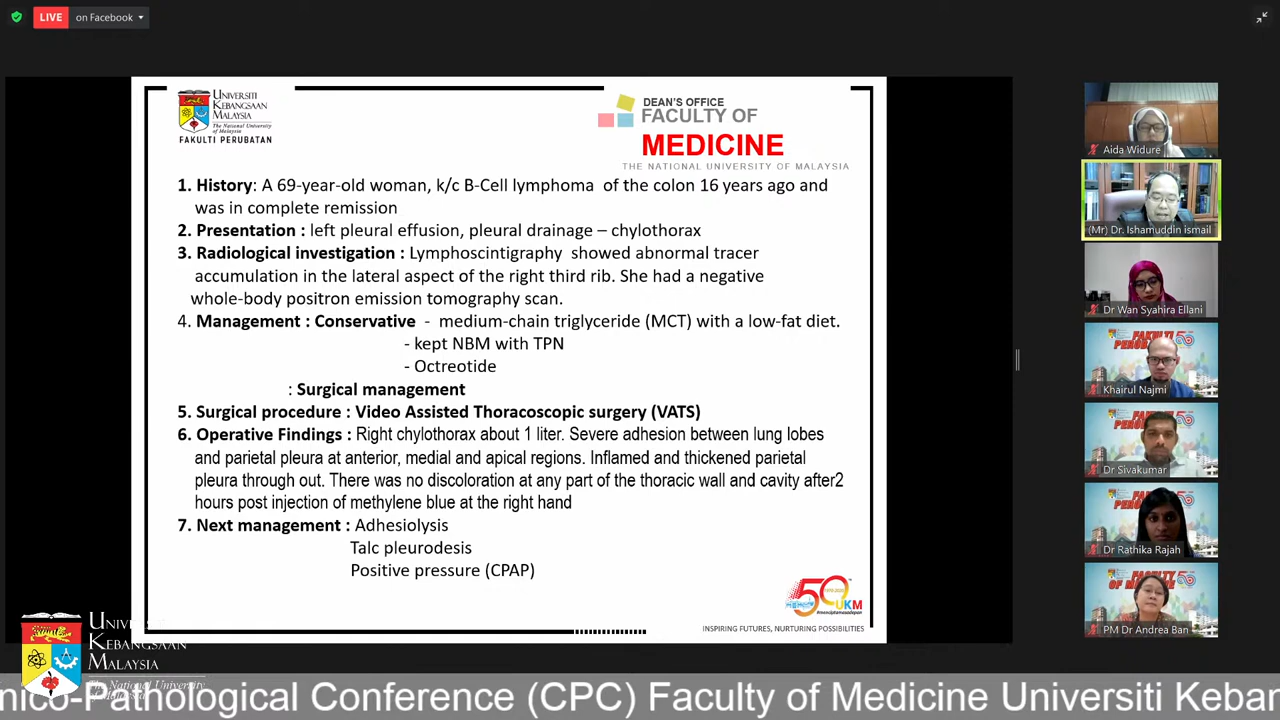 LIVE
on Facebook
UNIVERSITI
KEBANGSAAN
MALAYSIA
The National University
of Malaysia
FAKULTI PERUBATAN
DEAN'S OFFICE
FACULTY OF
MEDICINE
THE NATIONAL UNIVERSITY OF MALAYSIA
1. History: A 69-year-old woman, k/c B-Cell lymphoma of the colon 16 years ago and
was in complete remission
2. Presentation : left pleural effusion, pleural drainage – chylothorax
3. Radiological investigation : Lymphoscintigraphy showed abnormal tracer
accumulation in the lateral aspect of the right third rib. She had a negative
whole-body positron emission tomography scan.
4. Management : Conservative - medium-chain triglyceride (MCT) with a low-fat diet.
- kept NBM with TPN
- Octreotide
: Surgical management
5. Surgical procedure : Video Assisted Thoracoscopic surgery (VATS)
6. Operative Findings : Right chylothorax about 1 liter. Severe adhesion between lung lobes
and parietal pleura at anterior, medial and apical regions. Inflamed and thickened parietal
pleura through out. There was no discoloration at any part of the thoracic wall and cavity after2
hours post injection of methylene blue at the right hand
7. Next management : Adhesiolysis
Talc pleurodesis
Positive pressure (CPAP)
50
UKM
INSPIRING FUTURES, NURTURING POSSIBILITIES
Aida Widure
(Mr) Dr. Ishamuddin ismail
Dr Wan Syahira Ellani
Khairul Najmi
Dr Sivakumar
Dr Rathika Rajah
PM Dr Andrea Ban
UNIVERSITI
KEBANGSAAN
MALAYSIA
The National University
of Malaysia
nico-Pathological Conference (CPC) Faculty of Medicine Universiti Keban